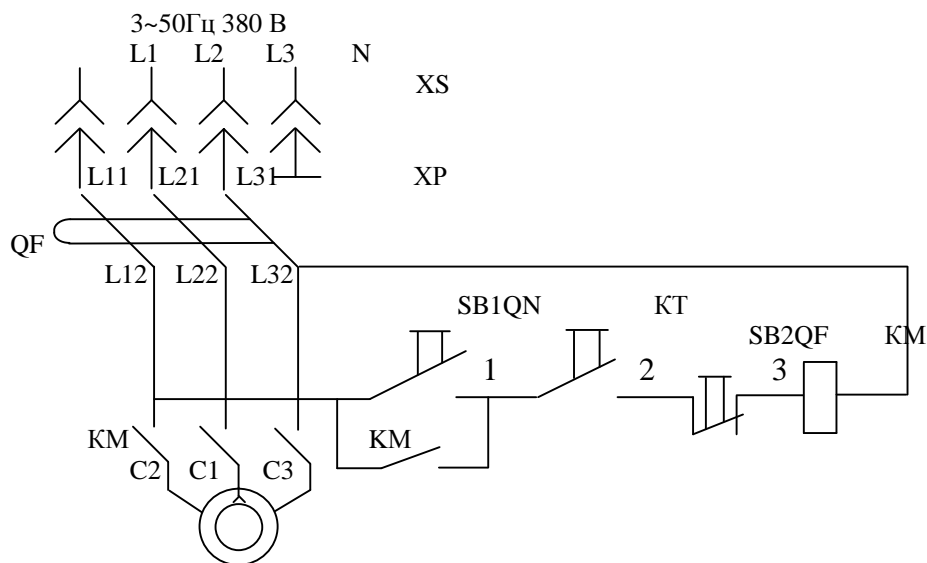 3~50Гц 380 В
L1 L2 L3 N
XS
L11 L21 L31 XP
QF
L12 L22 L32
SB1QN КТ
SB2QF КМ
1 2 3
КМ КМ
С2 С1 С3